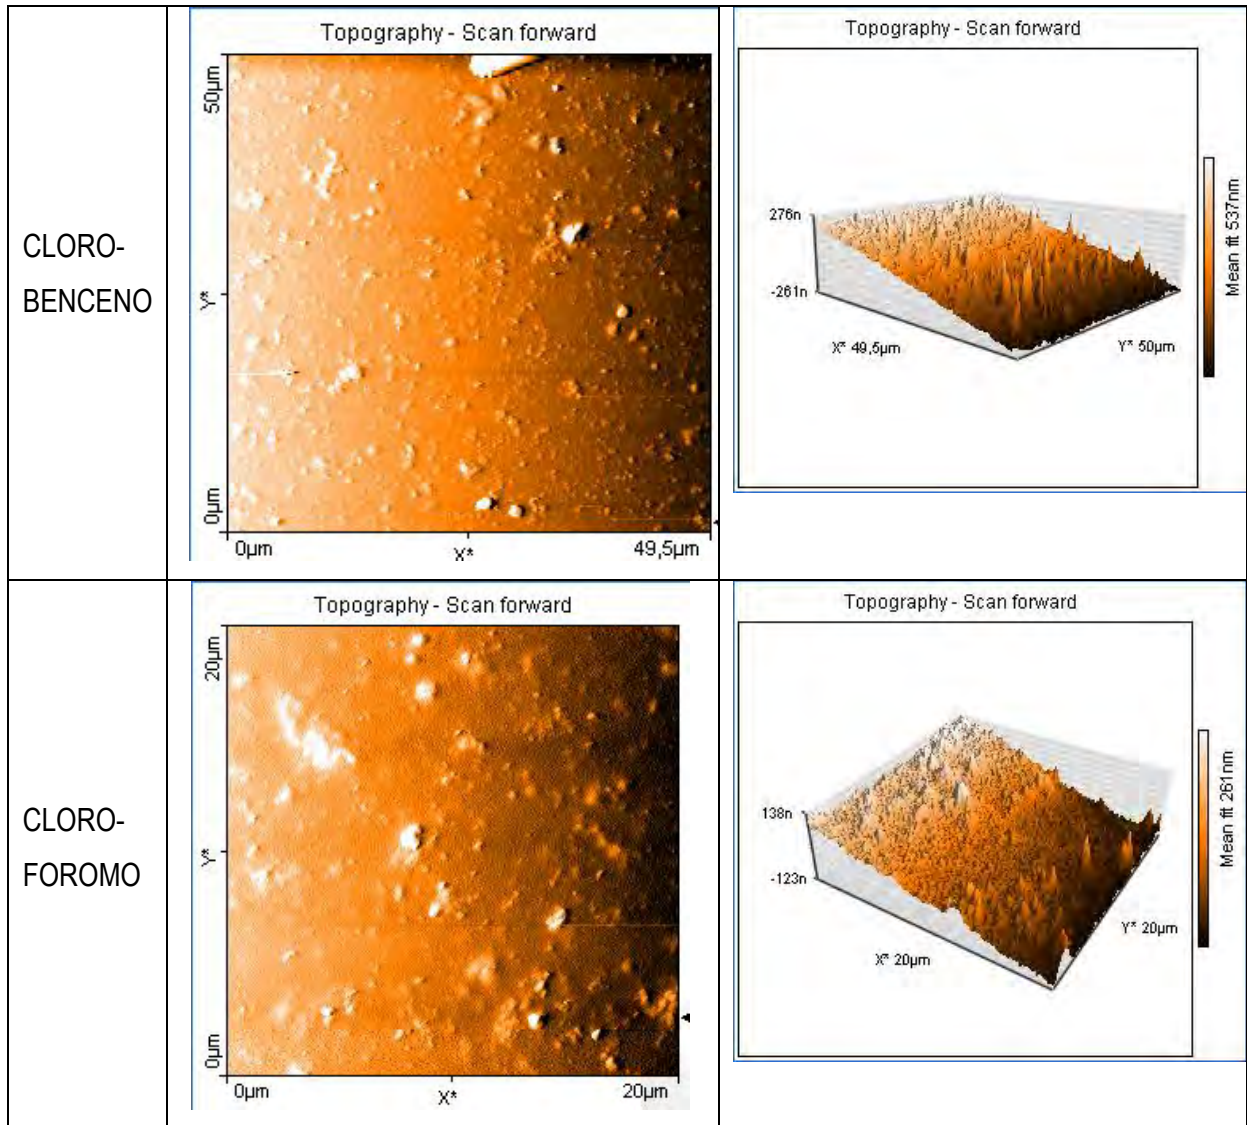 CLORO-
BENCENO
Topography - Scan forward
50µm
Y*
0µm
0µm
X*
49,5µm
Topography - Scan forward
276n
-261n
X* 49,5µm
Y* 50µm
Mean fit 537nm
CLORO-
FOROMO
Topography - Scan forward
20µm
Y*
0µm
0µm
X*
20µm
Topography - Scan forward
138n
-123n
X* 20µm
Y* 20µm
Mean fit 261nm